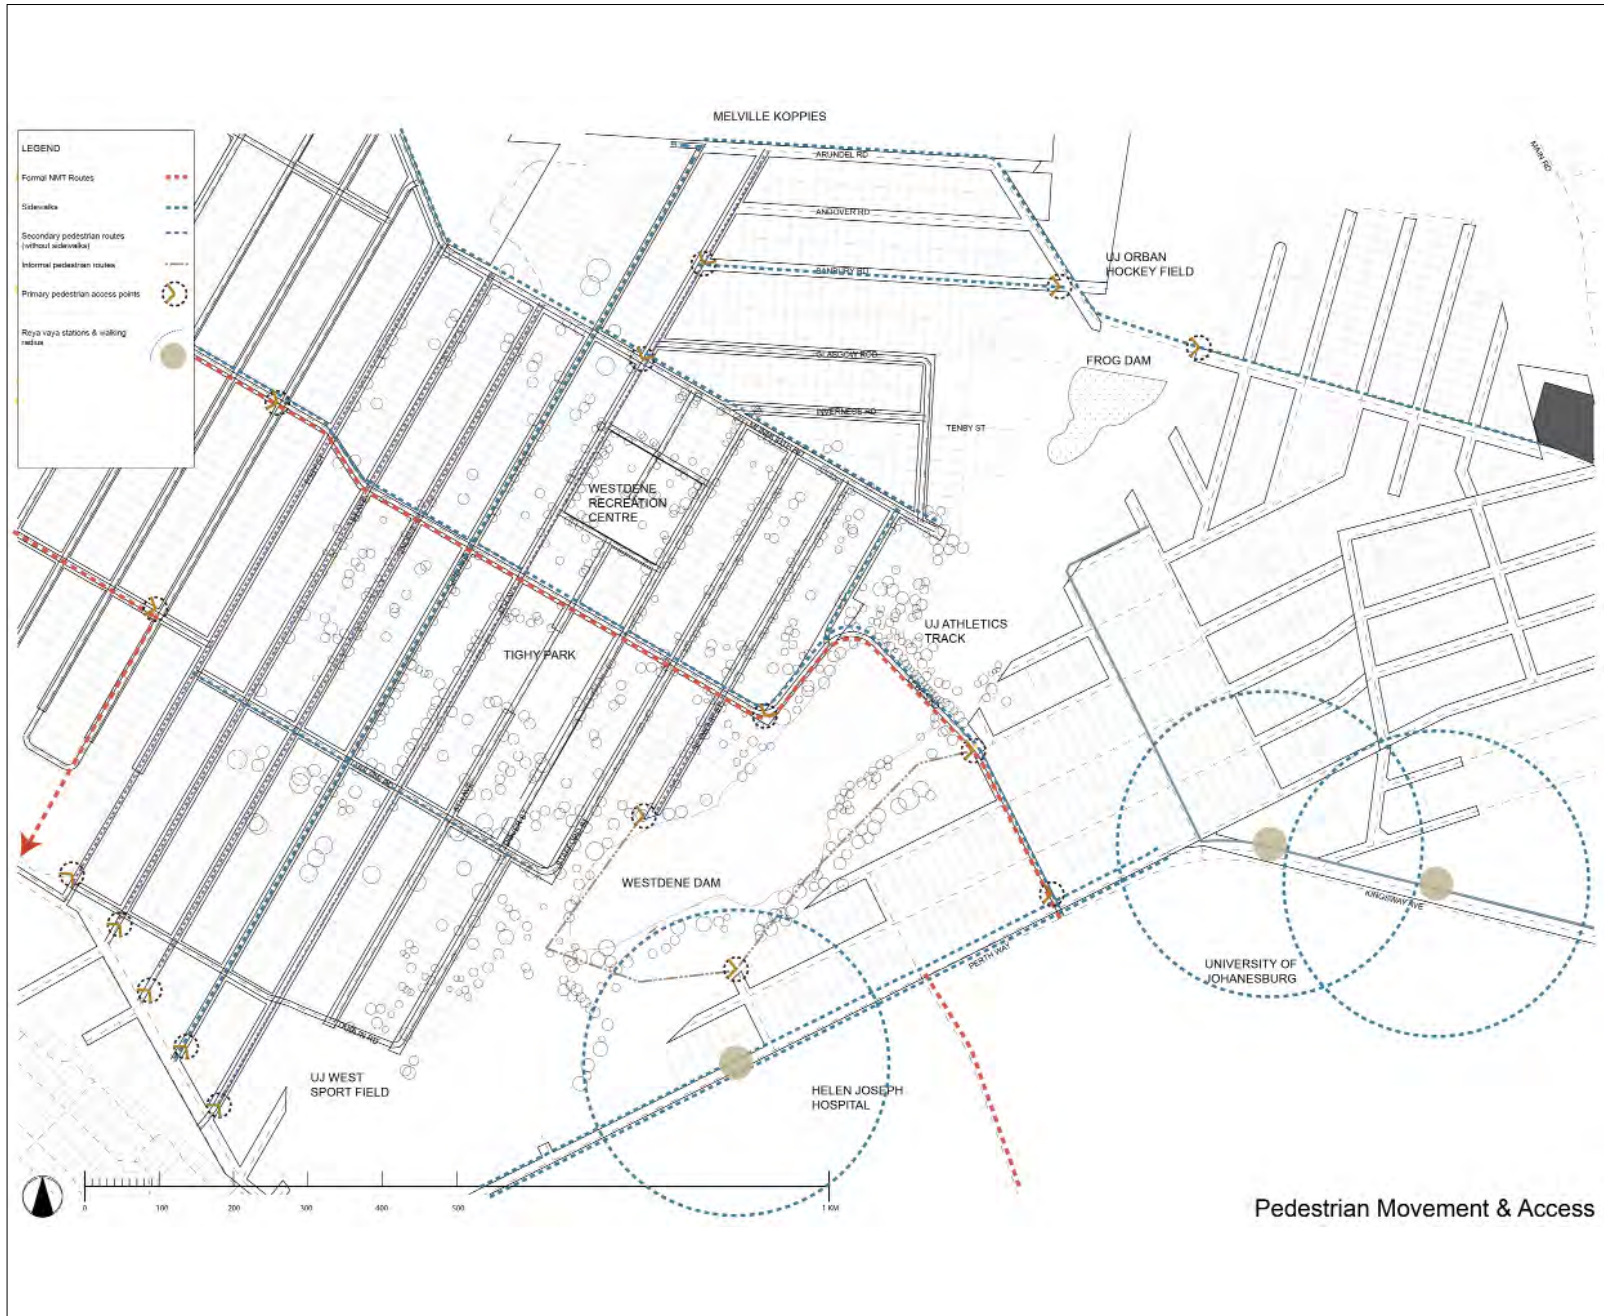 MELVILLE KOPPIES
LEGEND
Formal NMT Routes
Sidewalks
Secondary pedestrian routes
(without sidewalks)
Informal pedestrian routes
Primary pedestrian access points
Reya vaya stations & walking
radius
ARUNDEL RD
MAIN RD
ANDOVER RD
BANBURY RD
UJ ORBAN
HOCKEY FIELD
GLASGOW ROD
FROG DAM
INVERNESS RD
TENBY ST
WESTDENE
RECREATION
CENTRE
UJ ATHLETICS
TRACK
TIGHY PARK
WESTDENE DAM
KINGSWAY AVE
PERTH WAY
UNIVERSITY OF
JOHANESBURG
UJ WEST
SPORT FIELD
HELEN JOSEPH
HOSPITAL
0 100 200 300 400 500 1 KM
Pedestrian Movement & Access